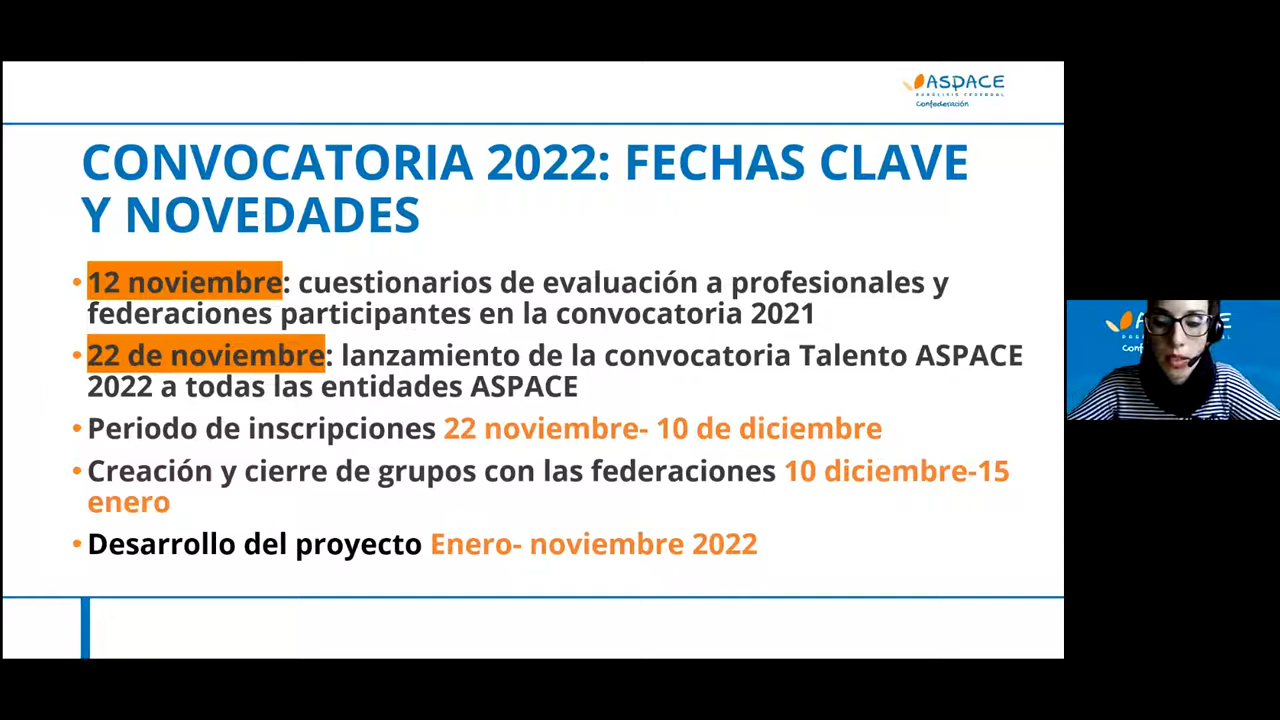 ASPACE
Confederación
CONVOCATORIA 2022: FECHAS CLAVE
Y NOVEDADES
• 12 noviembre: cuestionarios de evaluación a profesionales y
federaciones participantes en la convocatoria 2021
• 22 de noviembre: lanzamiento de la convocatoria Talento ASPACE
2022 a todas las entidades ASPACE
• Periodo de inscripciones 22 noviembre- 10 de diciembre
• Creación y cierre de grupos con las federaciones 10 diciembre-15
enero
• Desarrollo del proyecto Enero- noviembre 2022